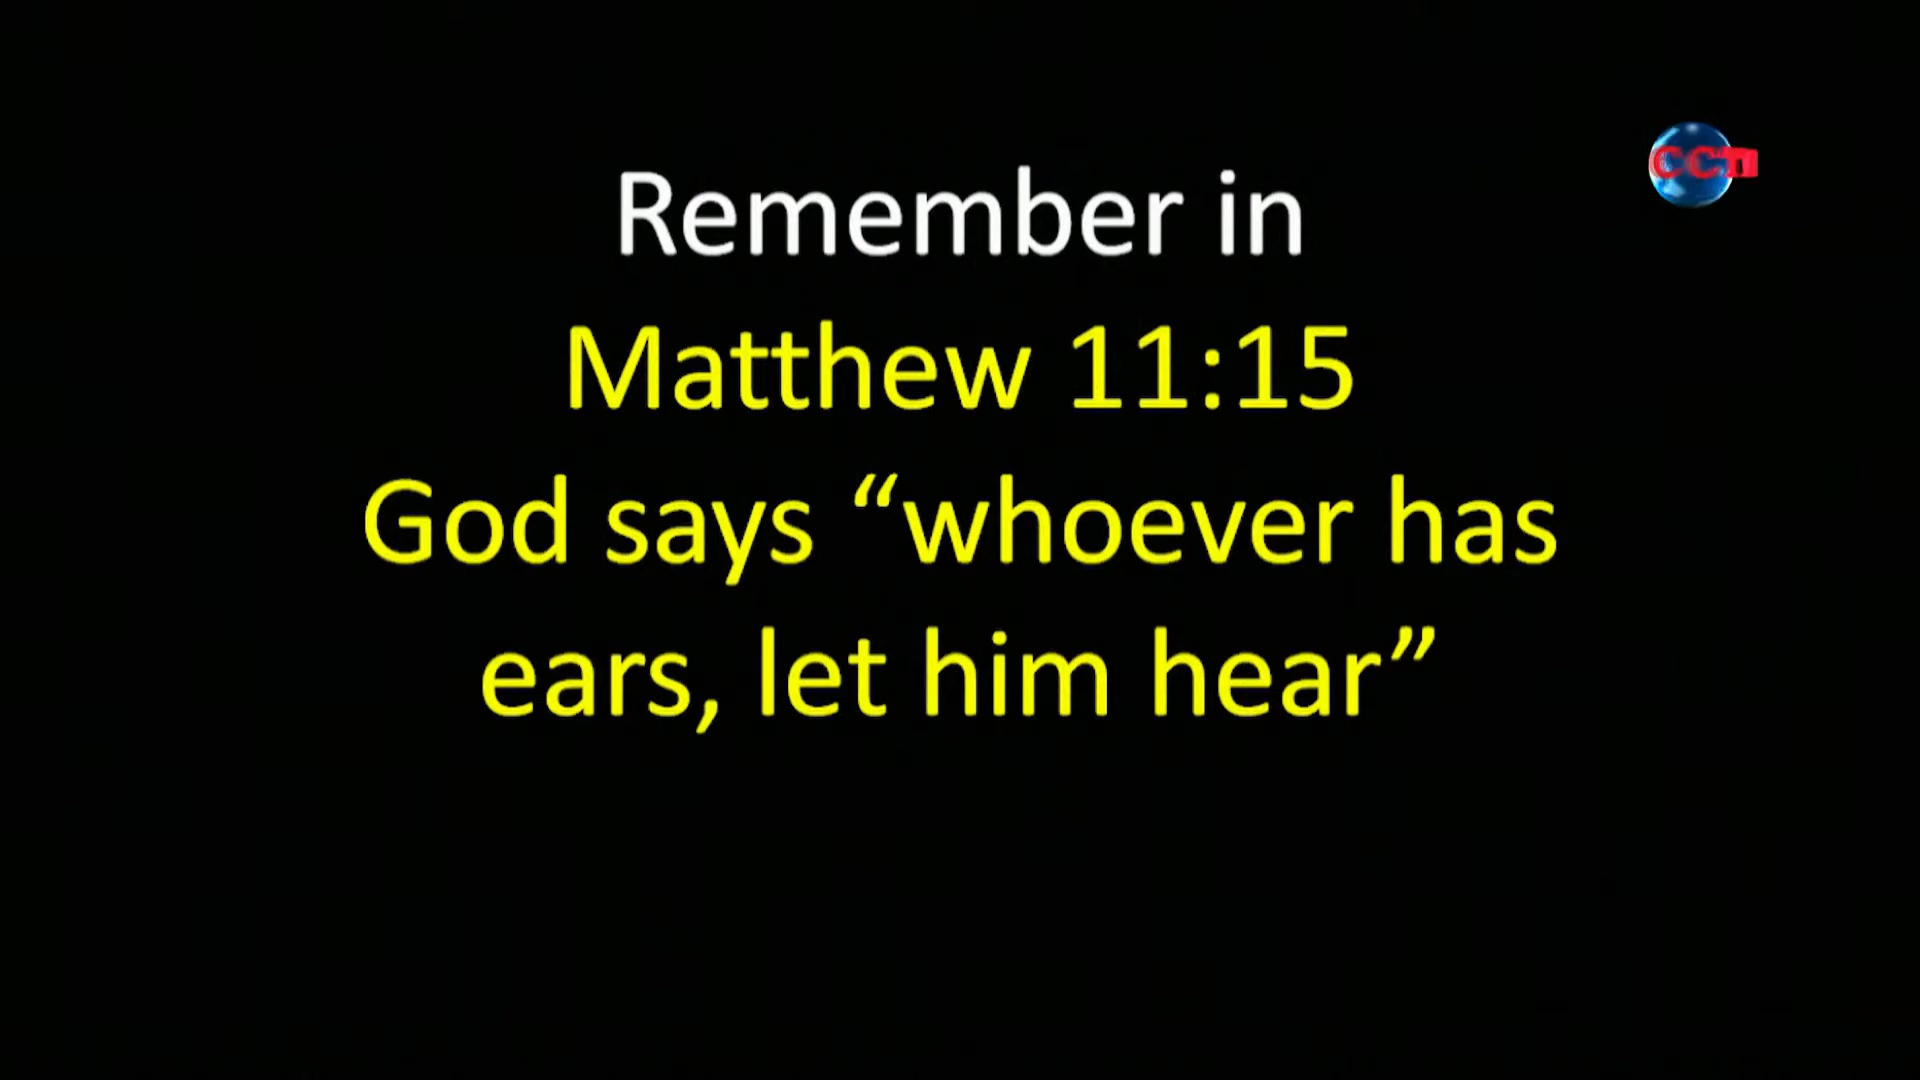 Remember in
Matthew 11:15
God says “whoever has
ears, let him hear”